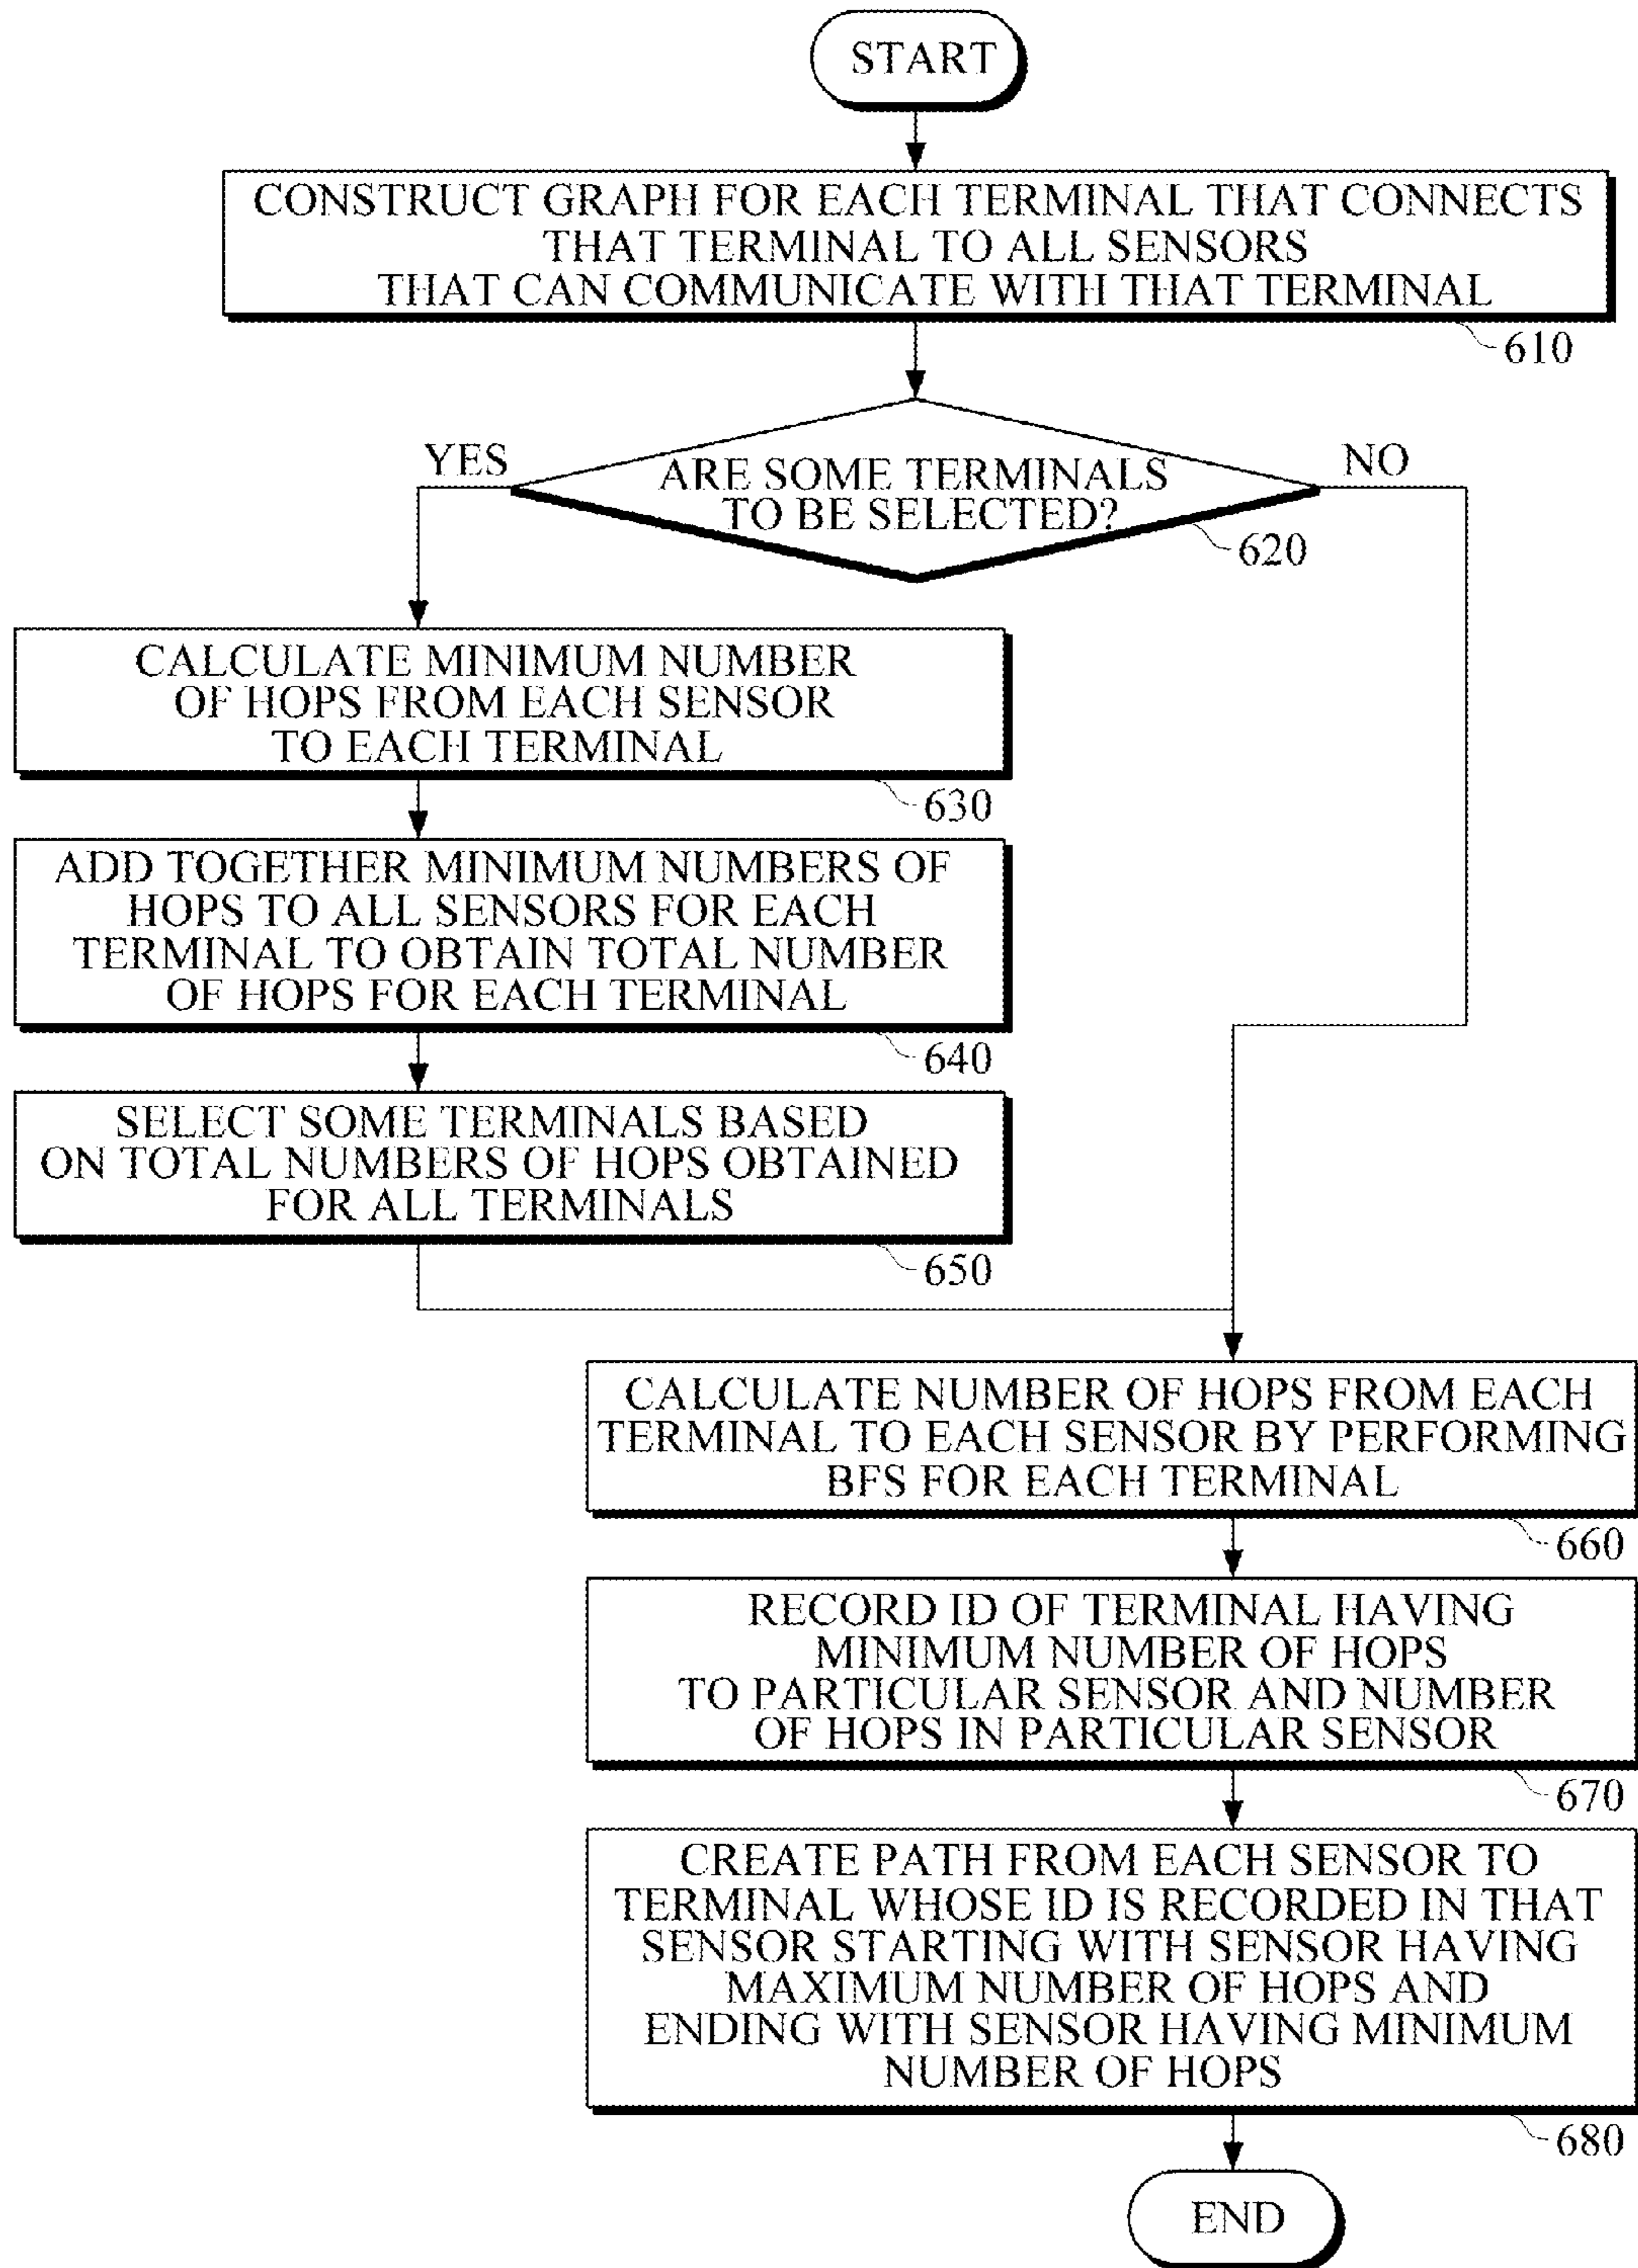 START
CONSTRUCT GRAPH FOR EACH TERMINAL THAT CONNECTS
THAT TERMINAL TO ALL SENSORS
THAT CAN COMMUNICATE WITH THAT TERMINAL
610
YES
ARE SOME TERMINALS
TO BE SELECTED?
NO
620
CALCULATE MINIMUM NUMBER
OF HOPS FROM EACH SENSOR
TO EACH TERMINAL
630
ADD TOGETHER MINIMUM NUMBERS OF
HOPS TO ALL SENSORS FOR EACH
TERMINAL TO OBTAIN TOTAL NUMBER
OF HOPS FOR EACH TERMINAL
640
SELECT SOME TERMINALS BASED
ON TOTAL NUMBERS OF HOPS OBTAINED
FOR ALL TERMINALS
650
CALCULATE NUMBER OF HOPS FROM EACH
TERMINAL TO EACH SENSOR BY PERFORMING
BFS FOR EACH TERMINAL
660
RECORD ID OF TERMINAL HAVING
MINIMUM NUMBER OF HOPS
TO PARTICULAR SENSOR AND NUMBER
OF HOPS IN PARTICULAR SENSOR
670
CREATE PATH FROM EACH SENSOR TO
TERMINAL WHOSE ID IS RECORDED IN THAT
SENSOR STARTING WITH SENSOR HAVING
MAXIMUM NUMBER OF HOPS AND
ENDING WITH SENSOR HAVING MINIMUM
NUMBER OF HOPS
680
END